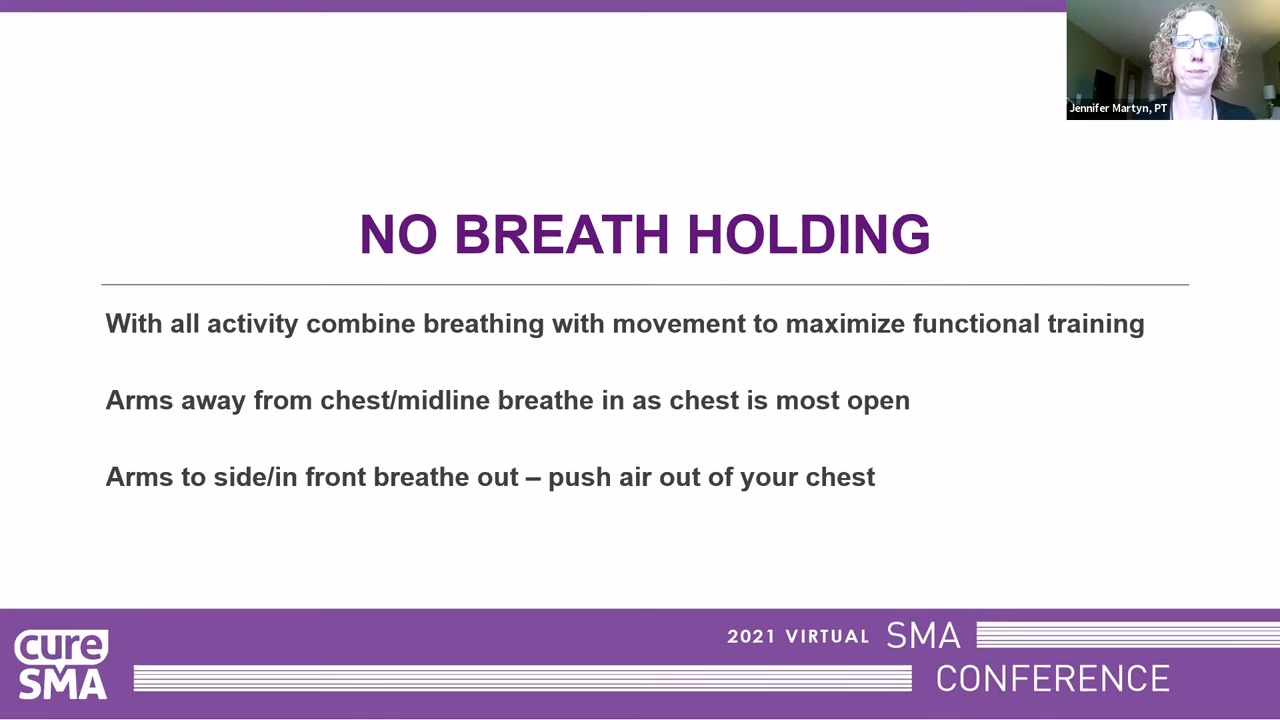 Jennifer Martyn, PT
NO BREATH HOLDING
With all activity combine breathing with movement to maximize functional training
Arms away from chest/midline breathe in as chest is most open
Arms to side/in front breathe out – push air out of your chest
cure
SMA
2021 VIRTUAL SMA
CONFERENCE